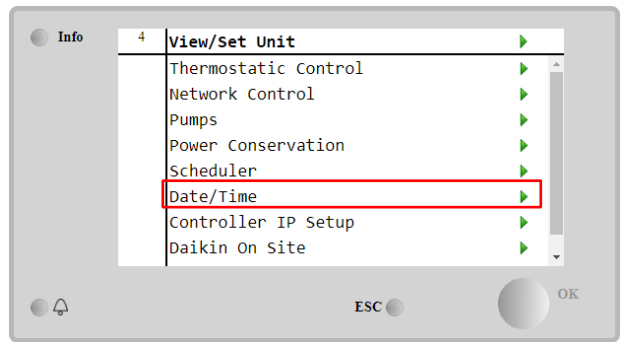 Info
4 View/Set Unit
Thermostatic Control
Network Control
Pumps
Power Conservation
Scheduler
Date/Time
Controller IP Setup
Daikin On Site
ESC
OK